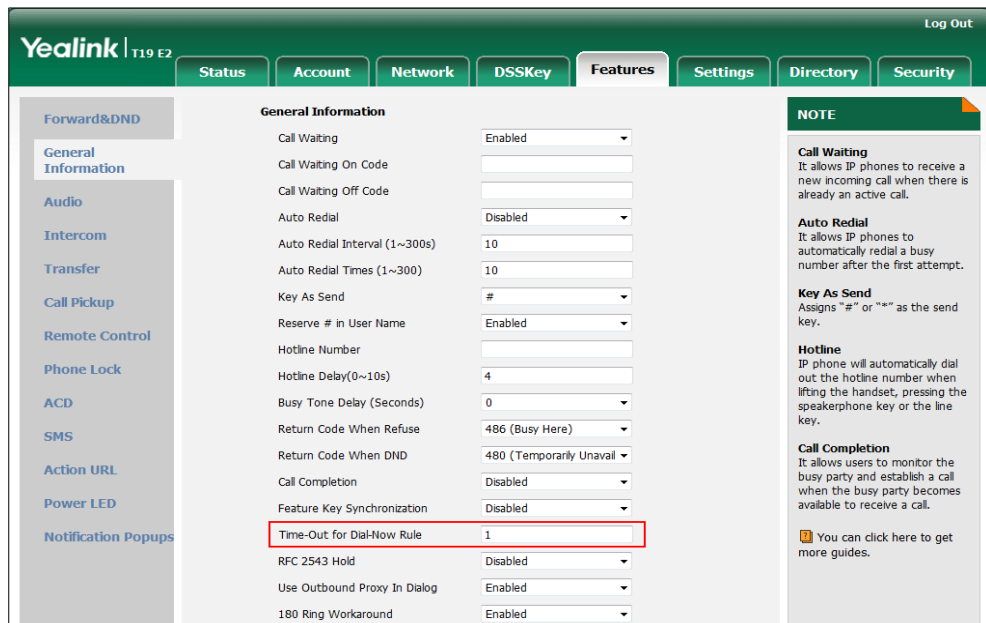 Log Out
Yealink | T19 E2
Status Account Network DSSKey Features Settings Directory Security
Forward&DND
General
Information
Audio
Intercom
Transfer
Call Pickup
Remote Control
Phone Lock
ACD
SMS
Action URL
Power LED
Notification Popups
General Information
Call Waiting Enabled
Call Waiting On Code
Call Waiting Off Code
Auto Redial Disabled
Auto Redial Interval (1~300s) 10
Auto Redial Times (1~300) 10
Key As Send #
Reserve # in User Name Enabled
Hotline Number
Hotline Delay(0~10s) 4
Busy Tone Delay (Seconds) 0
Return Code When Refuse 486 (Busy Here)
Return Code When DND 480 (Temporarily Unavail
Call Completion Disabled
Feature Key Synchronization Disabled
Time-Out for Dial-Now Rule 1
RFC 2543 Hold Disabled
Use Outbound Proxy In Dialog Enabled
180 Ring Workaround Enabled
NOTE
Call Waiting
It allows IP phones to receive a
new incoming call when there is
already an active call.
Auto Redial
It allows IP phones to
automatically redial a busy
number after the first attempt.
Key As Send
Assigns "#" or "*" as the send
key.
Hotline
IP phone will automatically dial
out the hotline number when
lifting the handset, pressing the
speakerphone key or the line
key.
Call Completion
It allows users to monitor the
busy party and establish a call
when the busy party becomes
available to receive a call.
You can click here to get
more guides.